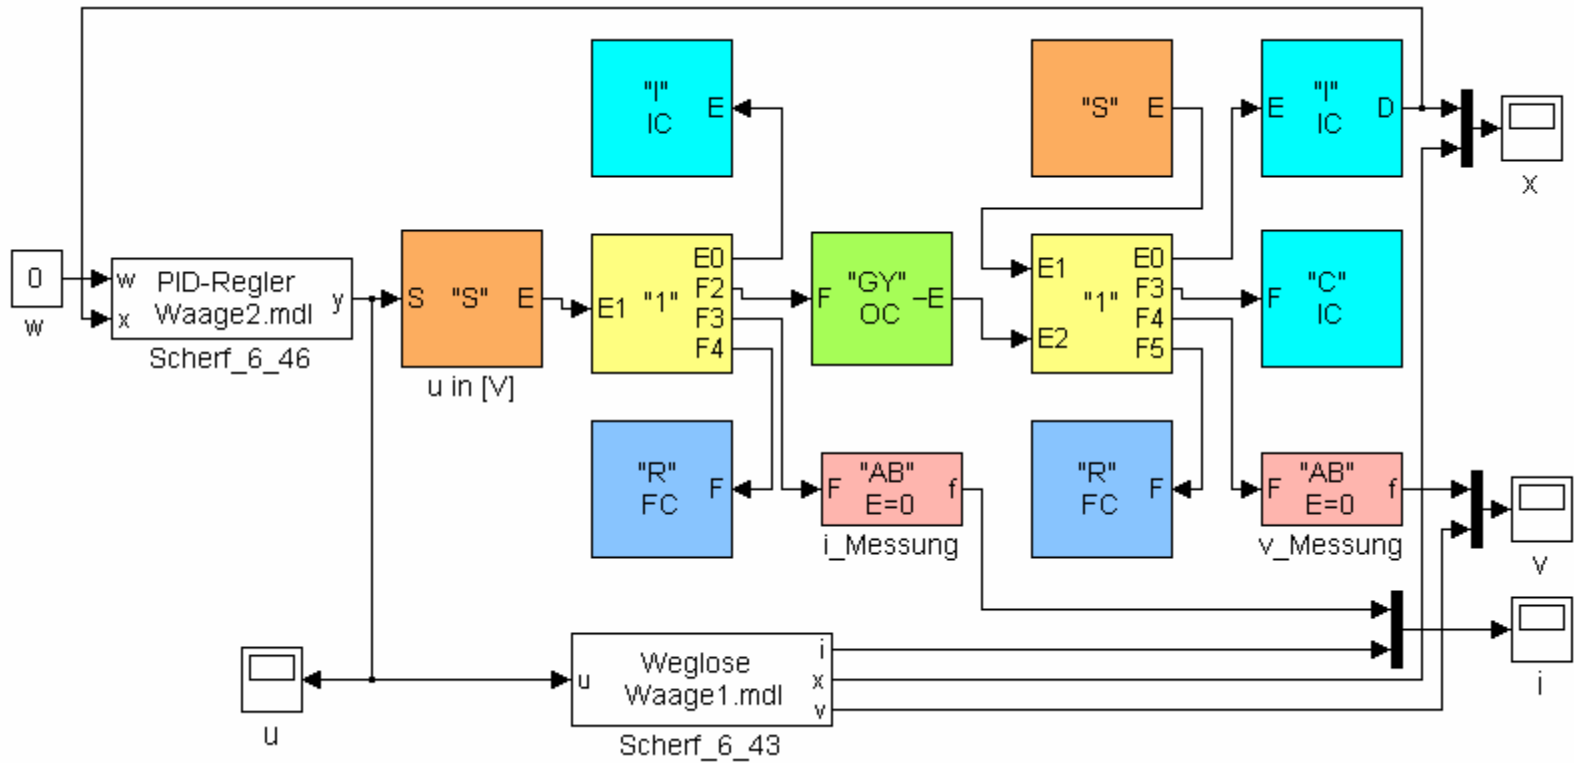 "I"
IC
E
"S"
E
E
"I"
IC
D
x
0
w
w
x
PID-Regler
Waage2.mdl
y
Scherf_6_46
S
"S"
E
u in [V]
E1
"1"
E0
F2
F3
F4
F
"GY"
OC
–E
E1
E2
"1"
E0
F3
F4
F5
F
"C"
IC
"R"
FC
F
F
"AB"
E=0
f
i_Messung
"R"
FC
F
F
"AB"
E=0
f
v_Messung
v
i
u
u
Weglose
Waage1.mdl
i
x
v
Scherf_6_43